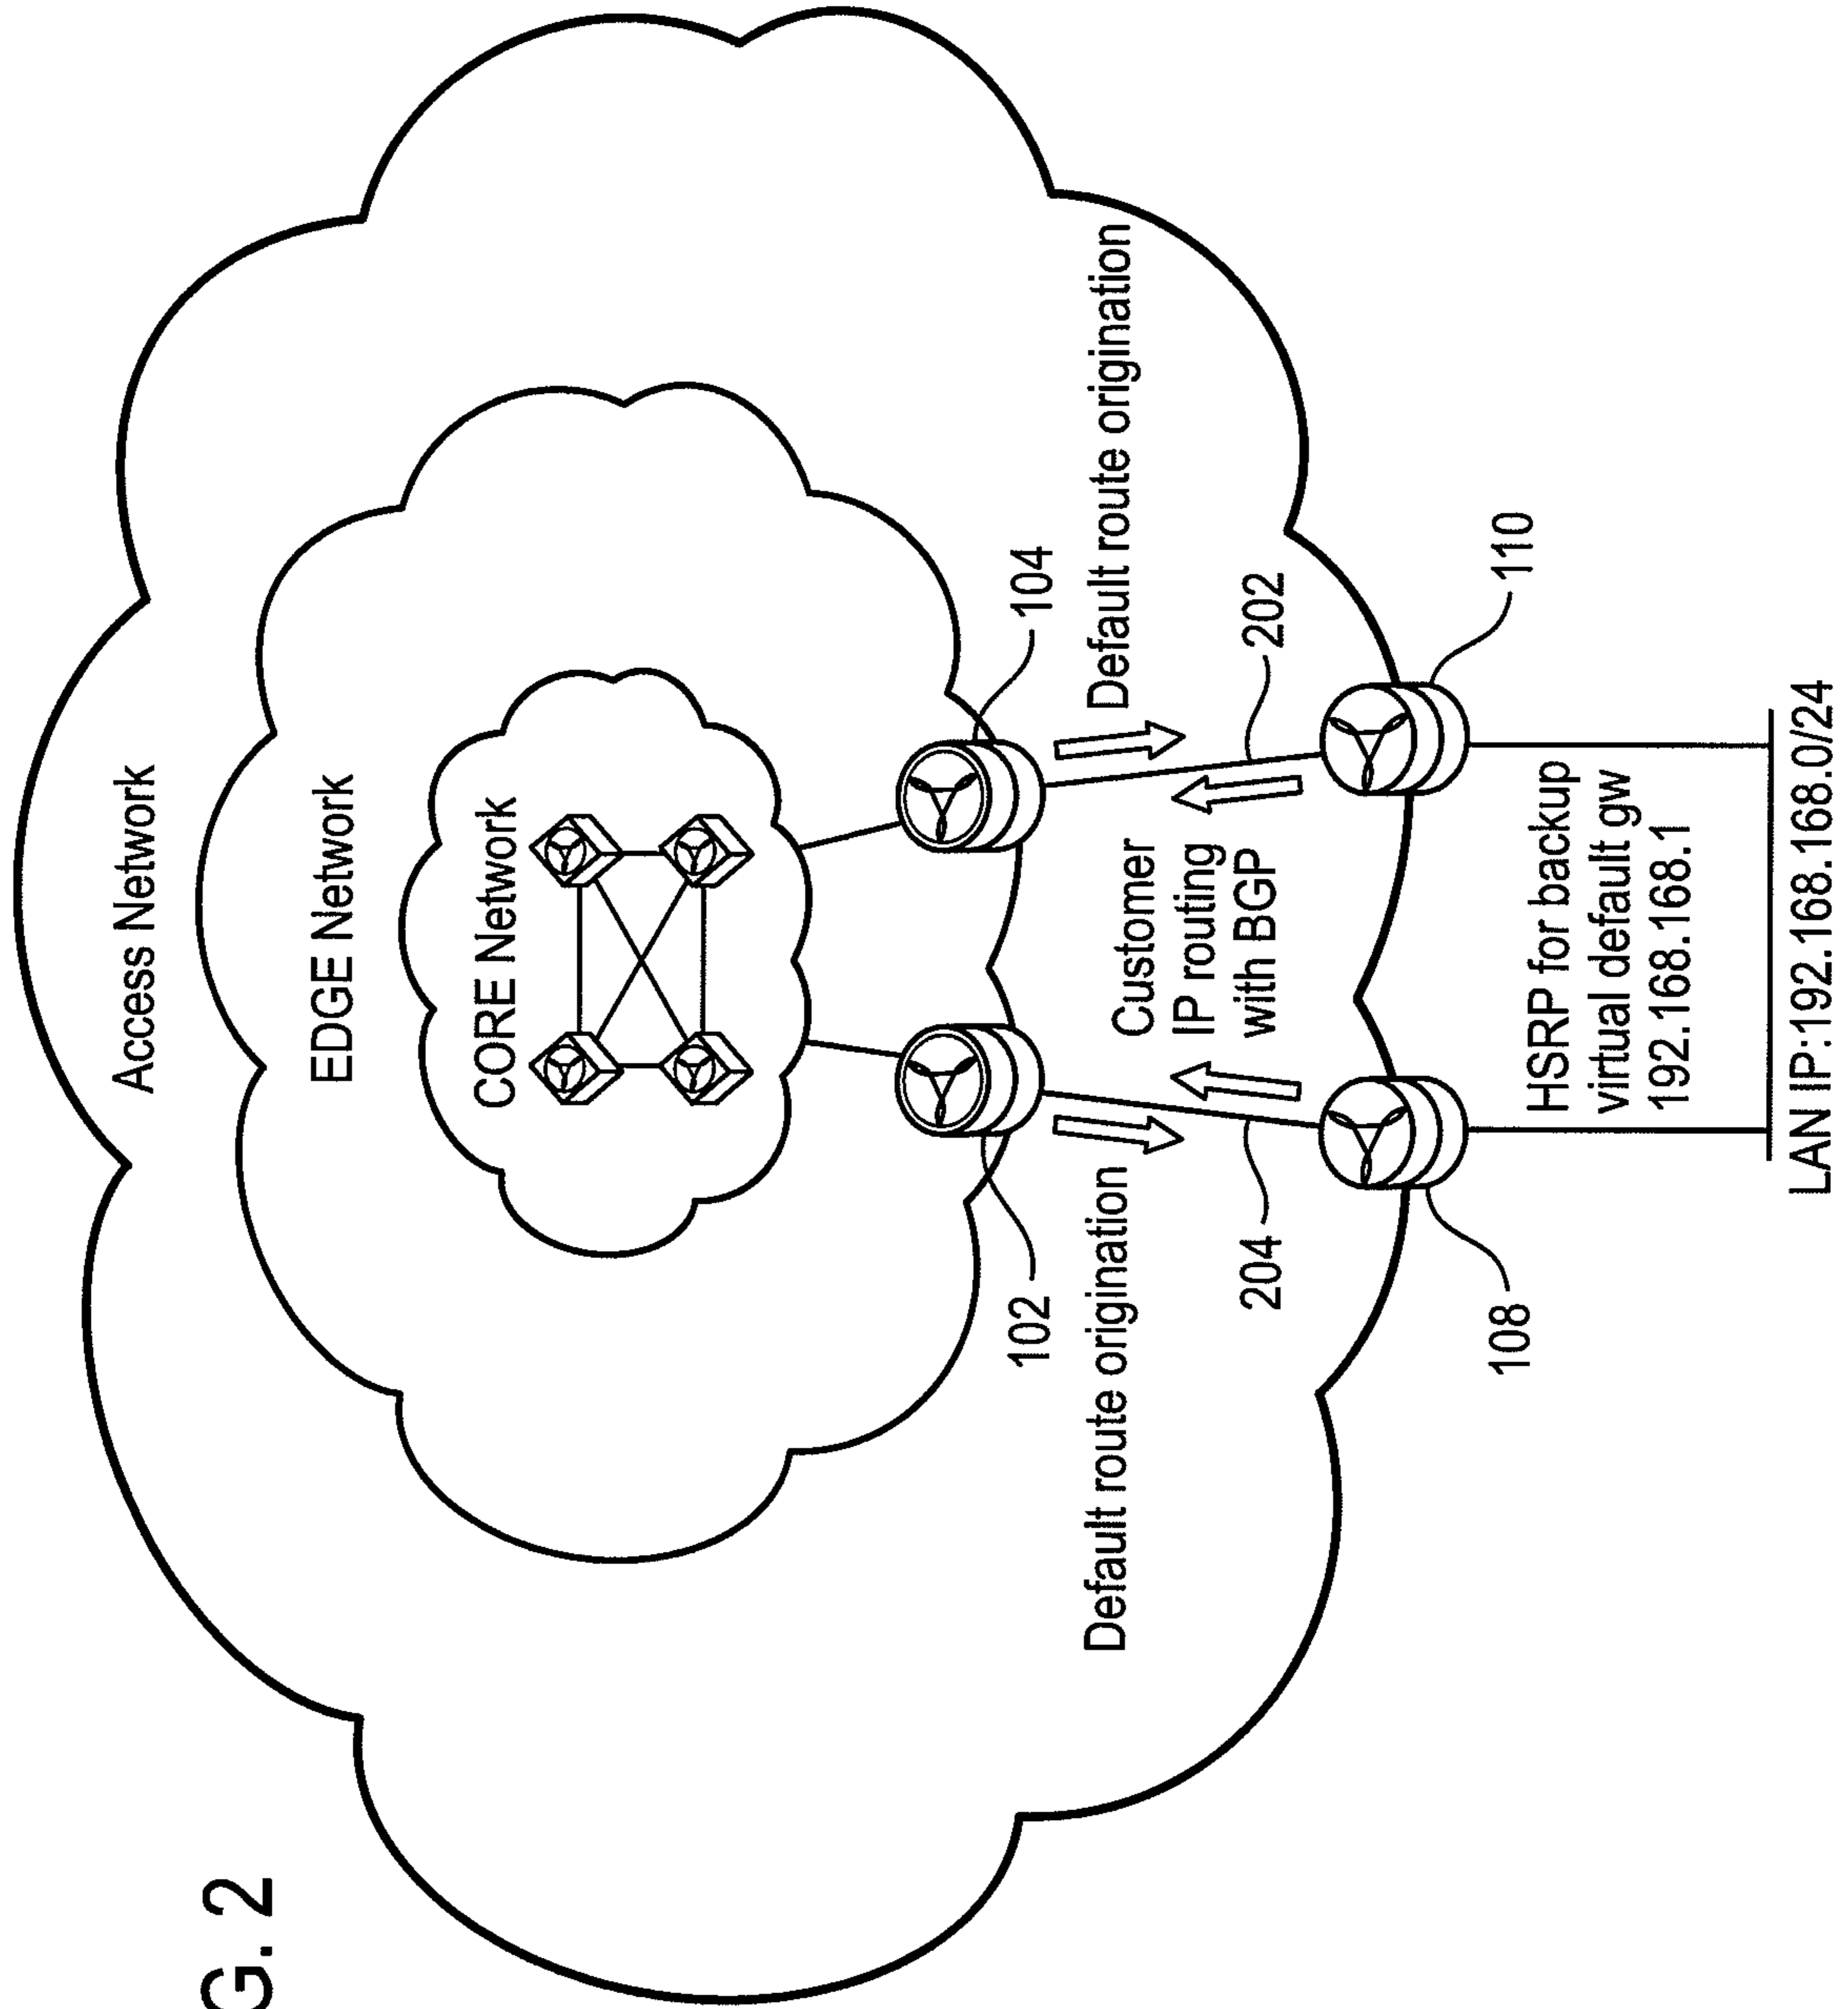 G. 2
Access Network
EDGE Network
CORE Network
102
104
Default route origination
Default route origination
Customer
IP routing
with BGP
204
202
108
110
HSRP for backup
virtual default gw
192.168.168.1
LAN IP:192.168.168.0/24